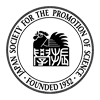 JAPAN SOCIETY FOR THE PROMOTION OF SCIENCE
· FOUNDED 1932 ·